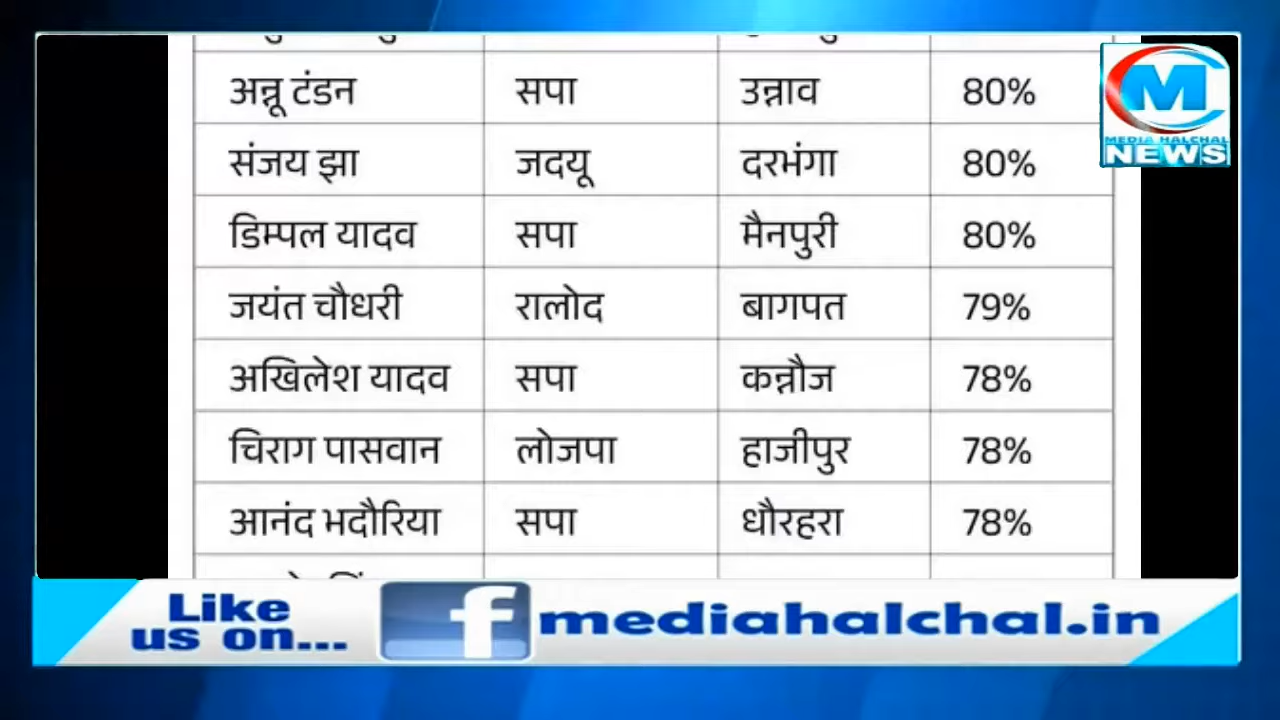 अन्नू टंडन सपा उन्नाव 80%
संजय झा जदयू दरभंगा 80%
डिम्पल यादव सपा मैनपुरी 80%
जयंत चौधरी रालोद बागपत 79%
अखिलेश यादव सपा कन्नौज 78%
चिराग पासवान लोजपा हाजीपुर 78%
आनंद भदौरिया सपा धौरहरा 78%
M
MEDIA HALCHAL
NEWS
Like
us on...
f mediahalchal.in